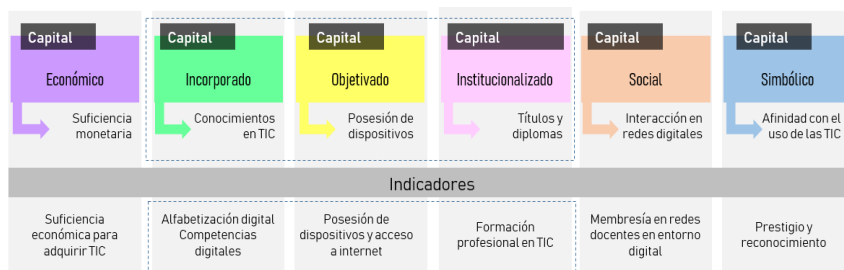 Capital
Económico
Suficiencia
monetaria
Capital
Incorporado
Conocimientos
en TIC
Capital
Objetivado
Posesión de
dispositivos
Capital
Institucionalizado
Títulos y
diplomas
Capital
Social
Interacción en
redes digitales
Capital
Simbólico
Afinidad con el
uso de las TIC
Indicadores
Suficiencia
económica para
adquirir TIC
Alfabetización digital
Competencias
digitales
Posesión de
dispositivos y acceso
a internet
Formación
profesional en TIC
Membresía en redes
docentes en entorno
digital
Prestigio y
reconocimiento